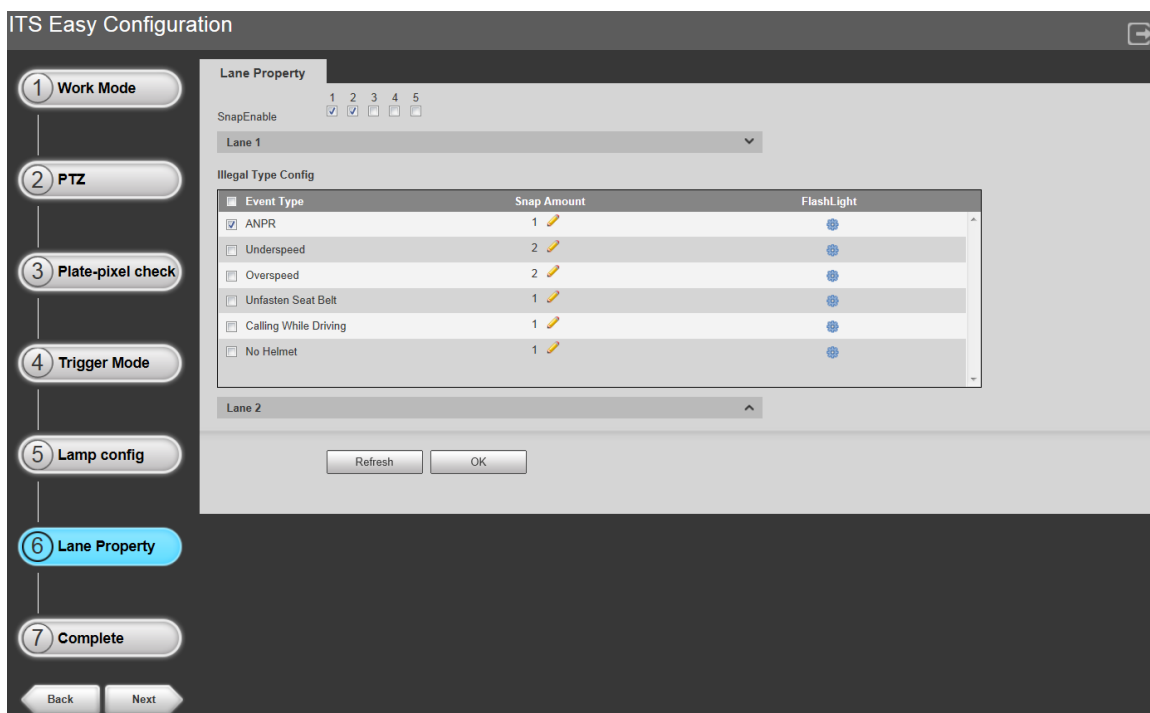 ITS Easy Configuration
1 Work Mode
2 PTZ
3 Plate-pixel check
4 Trigger Mode
5 Lamp config
6 Lane Property
7 Complete
Back Next
Lane Property
1 2 3 4 5
SnapEnable
Lane 1
Illegal Type Config
Event Type Snap Amount FlashLight
ANPR 1
Underspeed 2
Overspeed 2
Unfasten Seat Belt 1
Calling While Driving 1
No Helmet 1
Lane 2
Refresh OK